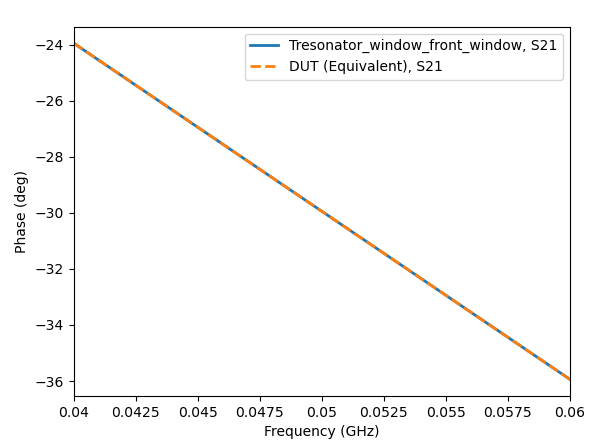 Tresonator_window_front_window, S21
DUT (Equivalent), S21
Phase (deg)
−24
−26
−28
−30
−32
−34
−36
0.04 0.0425 0.045 0.0475 0.05 0.0525 0.055 0.0575 0.06
Frequency (GHz)